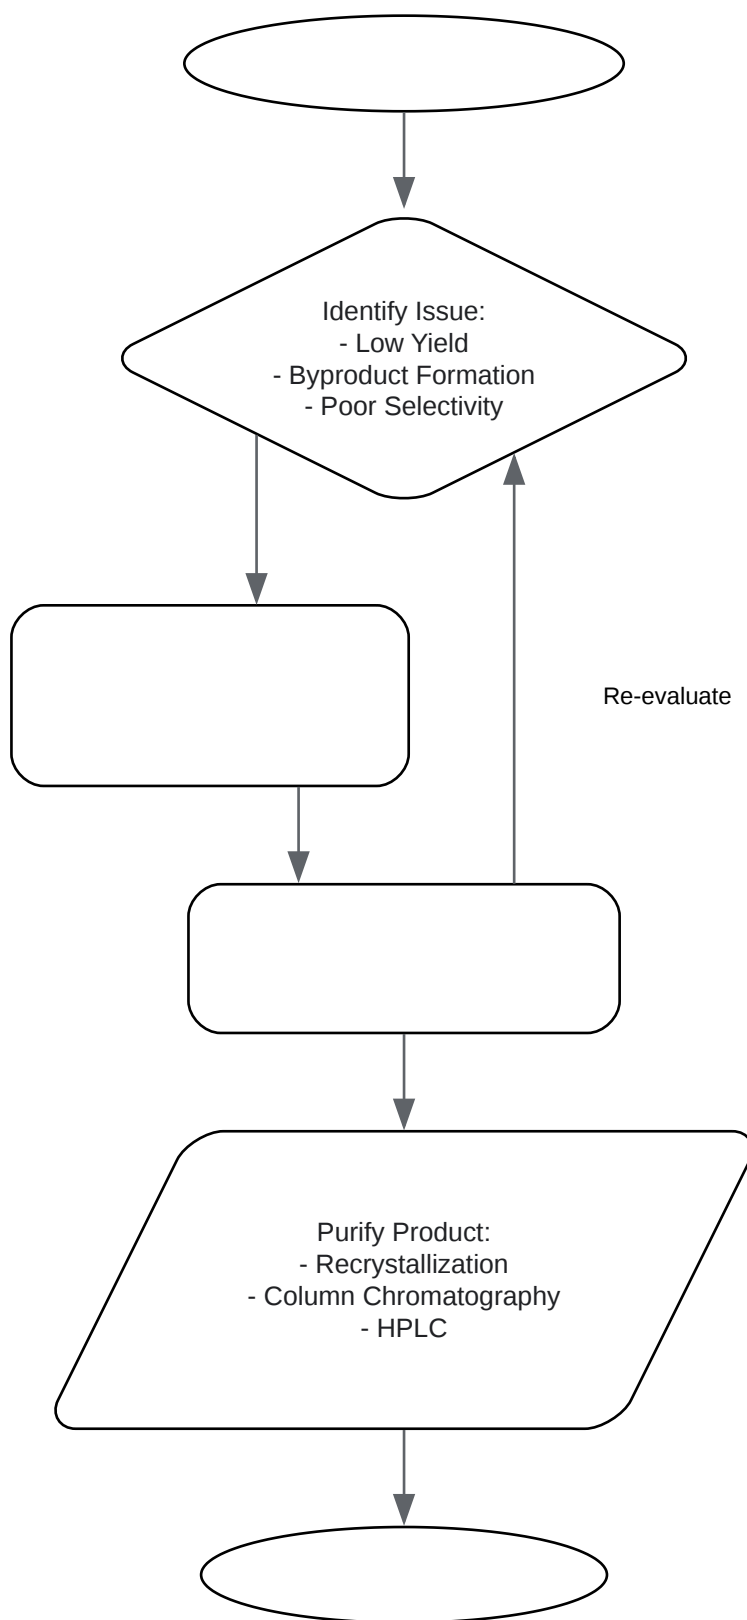 Identify Issue:
- Low Yield
- Byproduct Formation
- Poor Selectivity
Re-evaluate
Purify Product:
- Recrystallization
- Column Chromatography
- HPLC